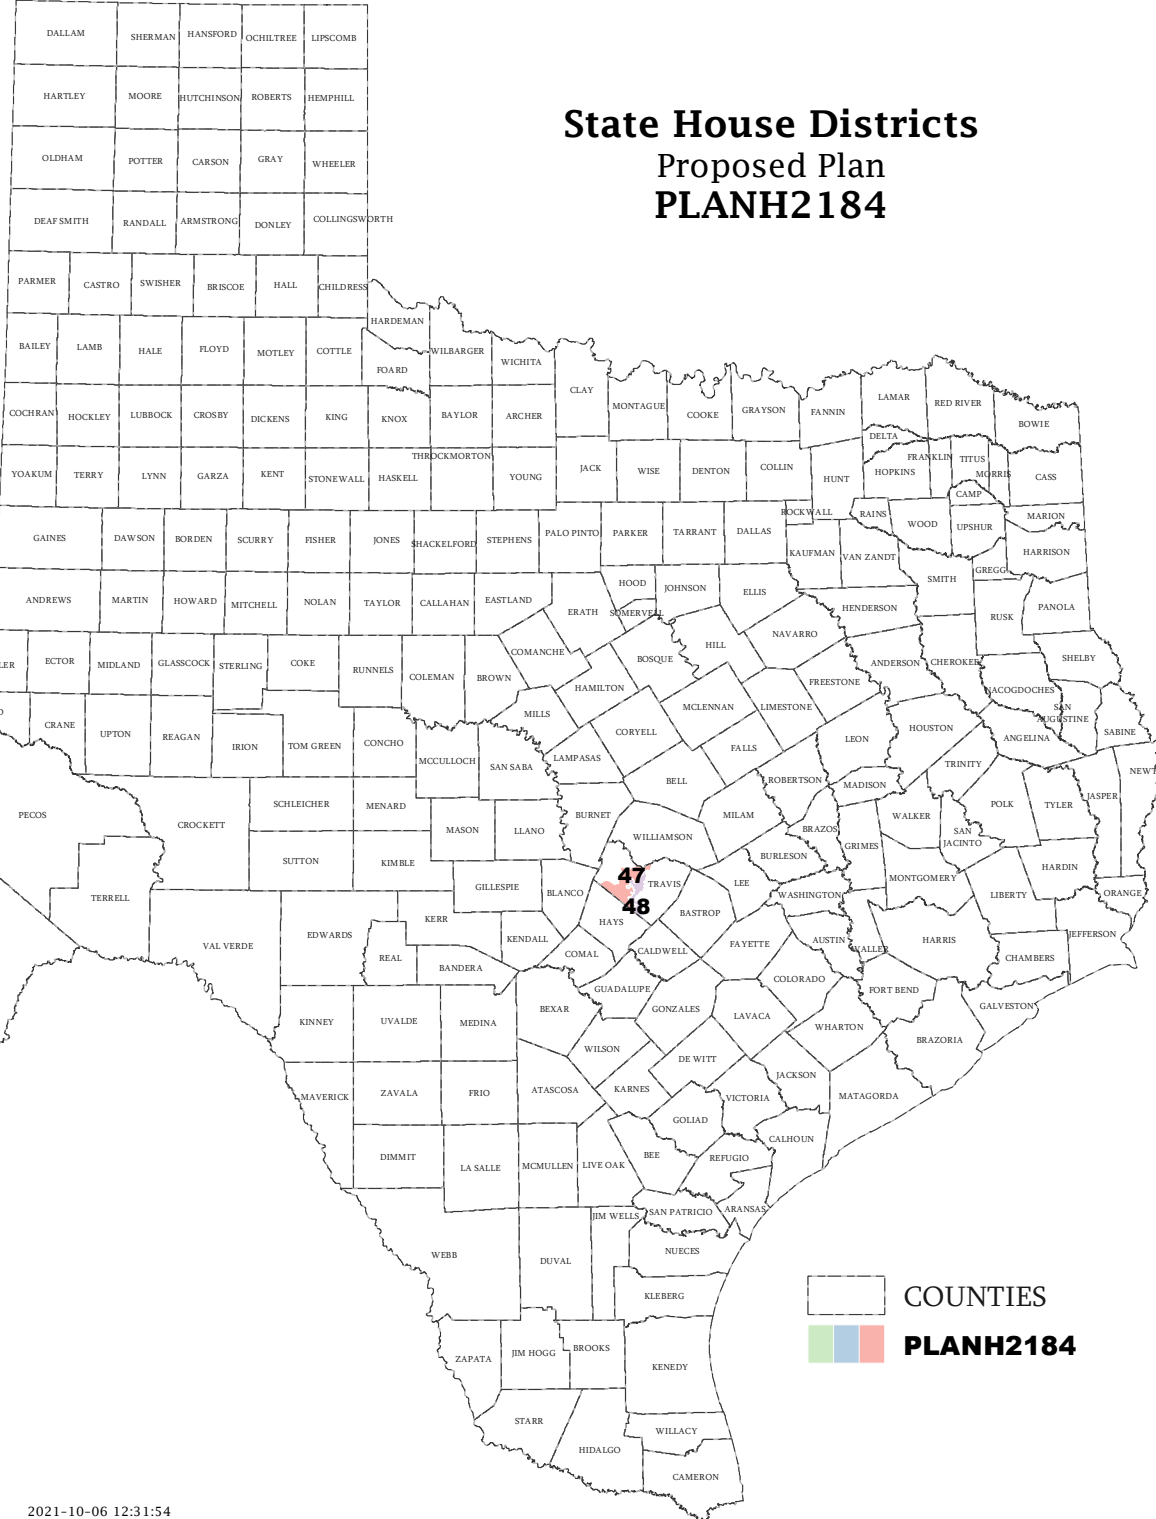 State House Districts
Proposed Plan
PLANH2184
DALLAM
SHERMAN
HANSFORD
OCHILTREE
LIPSCOMB
HARTLEY
MOORE
HUTCHINSON
ROBERTS
HEMPHILL
OLDHAM
POTTER
CARSON
GRAY
WHEELER
DEAF SMITH
RANDALL
ARMSTRONG
DONLEY
COLLINGSWORTH
PARMER
CASTRO
SWISHER
BRISCOE
HALL
CHILDRESS
HARDEMAN
BAILEY
LAMB
HALE
FLOYD
MOTLEY
COTTLE
FOARD
WILBARGER
WICHITA
CLAY
MONTAGUE
COOKE
GRAYSON
FANNIN
LAMAR
RED RIVER
BOWIE
COCHRAN
HOCKLEY
LUBBOCK
CROSBY
DICKENS
KING
KNOX
BAYLOR
ARCHER
DELTA
YOAKUM
TERRY
LYNN
GARZA
KENT
STONEWALL
HASKELL
THROCKMORTON
YOUNG
JACK
WISE
DENTON
COLLIN
HUNT
HOPKINS
FRANKLIN
TITUS
MORRIS
CASS
CAMP
ROCKWALL
RAINS
WOOD
UPSHUR
MARION
GAINES
DAWSON
BORDEN
SCURRY
FISHER
JONES
SHACKELFORD
STEPHENS
PALO PINTO
PARKER
TARRANT
DALLAS
KAUFMAN
VAN ZANDT
SMITH
GREGG
HARRISON
ANDREWS
MARTIN
HOWARD
MITCHELL
NOLAN
TAYLOR
CALLAHAN
EASTLAND
ERATH
HOOD
SOMERVELL
JOHNSON
ELLIS
HENDERSON
RUSK
PANOLA
LER
ECTOR
MIDLAND
GLASSCOCK
STERLING
COKE
RUNNELS
COLEMAN
BROWN
COMANCHE
HAMILTON
BOSQUE
HILL
NAVARRO
FREESTONE
ANDERSON
CHEROKEE
NACOGDOCHES
SHELBY
SAN
AUGUSTINE
SABINE
CRANE
UPTON
REAGAN
IRION
TOM GREEN
CONCHO
MCCULLOCH
SAN SABA
MILLS
LAMPASAS
CORYELL
MCLENNAN
LIMESTONE
FALLS
LEON
HOUSTON
ANGELINA
TRINITY
BELL
ROBERTSON
MADISON
POLK
TYLER
JASPER
NEWT
PECOS
CROCKETT
SCHLEICHER
MENARD
MASON
LLANO
BURNET
WILLIAMSON
MILAM
BRAZOS
GRIMES
WALKER
SAN
JACINTO
HARDIN
SUTTON
KIMBLE
GILLESPIE
BLANCO
47
TRAVIS
48
HAYS
LEE
BURLESON
WASHINGTON
MONTGOMERY
LIBERTY
ORANGE
TERRELL
VAL VERDE
EDWARDS
KERR
REAL
BANDERA
KENDALL
COMAL
CALDWELL
BASTROP
FAYETTE
AUSTIN
WALLER
HARRIS
CHAMBERS
JEFFERSON
KINNEY
UVALDE
MEDINA
BEXAR
GUADALUPE
GONZALES
LAVACA
COLORADO
WHARTON
FORT BEND
GALVESTON
BRAZORIA
WILSON
DE WITT
MAVERICK
ZAVALA
FRIO
ATASCOSA
KARNES
VICTORIA
JACKSON
MATAGORDA
GOLIAD
CALHOUN
DIMMIT
LA SALLE
MCMULLEN
LIVE OAK
BEE
REFUGIO
ARANSAS
JIM WELLS
SAN PATRICIO
WEBB
DUVAL
NUECES
KLEBERG
ZAPATA
JIM HOGG
BROOKS
KENEDY
STARR
HIDALGO
WILLACY
CAMERON
COUNTIES
PLANH2184
2021-10-06 12:31:54